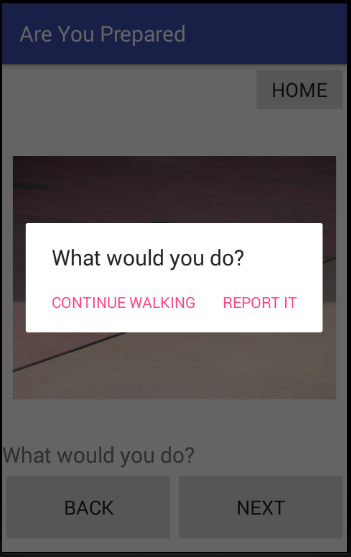 Are You Prepared
HOME
What would you do?
CONTINUE WALKING REPORT IT
What would you do?
BACK NEXT